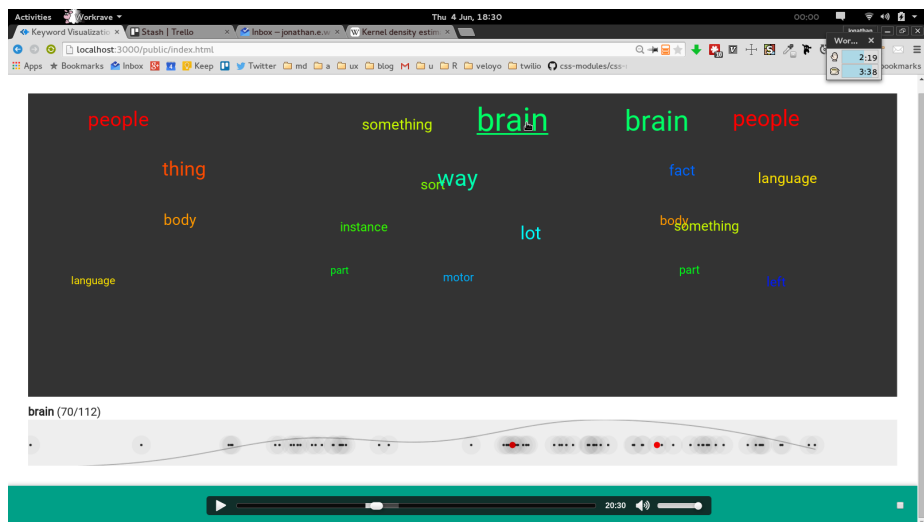 Activities Workrave Thu 4 Jun, 18:30 00:00
Keyword Visualizatio × Stash | Trello × Inbox – jonathan.e.w × Kernel density estim ×
localhost:3000/public/index.html
Apps Bookmarks Inbox Keep Twitter md a ux blog u R veloyo twilio css-modules/css-
Wor... ×
2:19
3:38
people something brain brain people
thing sort way fact language
body instance lot body something
language part motor part left
brain (70/112)
20:30